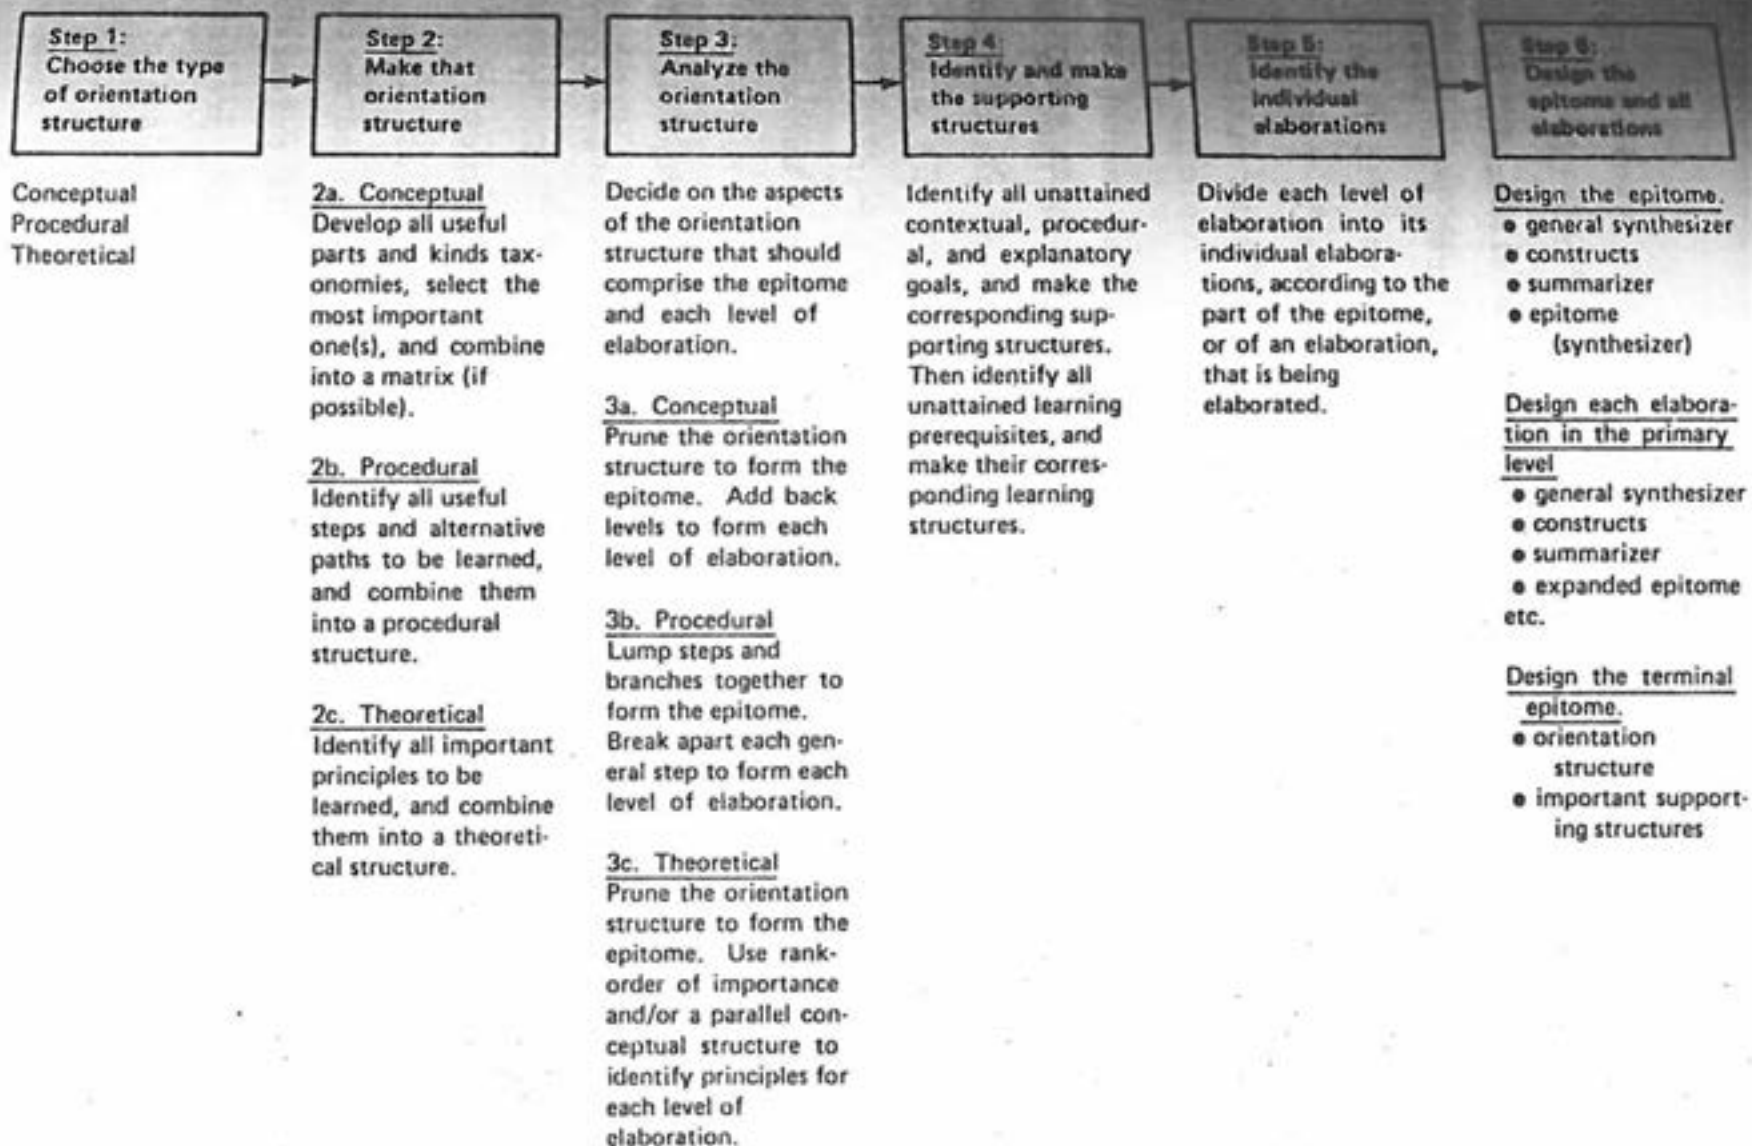 Step 1:
Choose the type
of orientation
structure
Step 2:
Make that
orientation
structure
Step 3:
Analyze the
orientation
structure
Step 4:
Identify and make
the supporting
structures
Step 5:
Identify the
individual
elaborations
Step 6:
Design the
epitome and all
elaborations
Conceptual
Procedural
Theoretical
2a. Conceptual
Develop all useful
parts and kinds tax-
onomies, select the
most important
one(s), and combine
into a matrix (if
possible).
2b. Procedural
Identify all useful
steps and alternative
paths to be learned,
and combine them
into a procedural
structure.
2c. Theoretical
Identify all important
principles to be
learned, and combine
them into a theoreti-
cal structure.
Decide on the aspects
of the orientation
structure that should
comprise the epitome
and each level of
elaboration.
3a. Conceptual
Prune the orientation
structure to form the
epitome. Add back
levels to form each
level of elaboration.
3b. Procedural
Lump steps and
branches together to
form the epitome.
Break apart each gen-
eral step to form each
level of elaboration.
3c. Theoretical
Prune the orientation
structure to form the
epitome. Use rank-
order of importance
and/or a parallel con-
ceptual structure to
identify principles for
each level of
elaboration.
Identify all unattained
contextual, procedur-
al, and explanatory
goals, and make the
corresponding sup-
porting structures.
Then identify all
unattained learning
prerequisites, and
make their corres-
ponding learning
structures.
Divide each level of
elaboration into its
individual elabora-
tions, according to the
part of the epitome,
or of an elaboration,
that is being
elaborated.
Design the epitome.
• general synthesizer
• constructs
• summarizer
• epitome
(synthesizer)
Design each elabora-
tion in the primary
level
• general synthesizer
• constructs
• summarizer
• expanded epitome
etc.
Design the terminal
epitome.
• orientation
structure
• important support-
ing structures